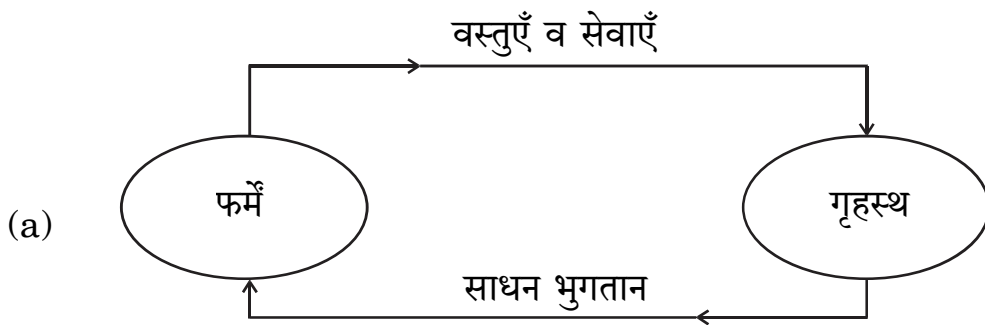 वस्तुएँ व सेवाएँ
फर्में
गृहस्थ
(a)
साधन भुगतान